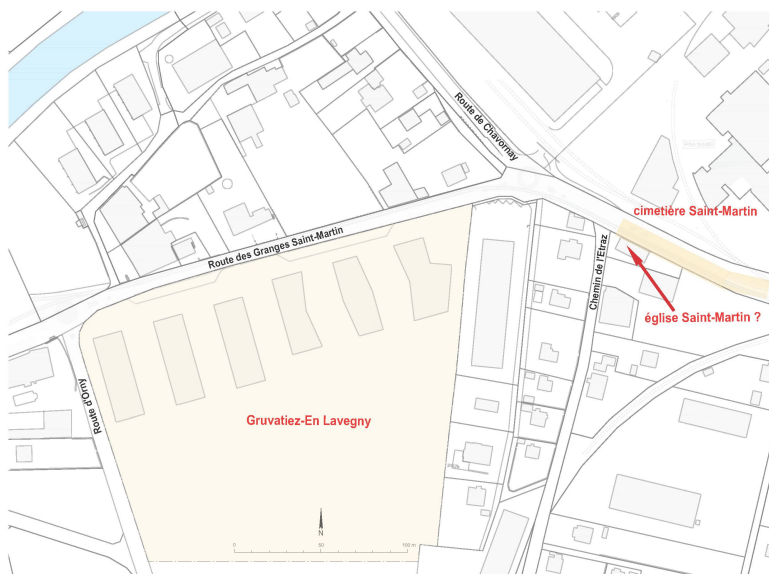 Route de Chavornay
cimetière Saint-Martin
Route des Granges Saint-Martin
Chemin de l'Etraz
église Saint-Martin ?
Route d'Orny
Gruvatiez-En Lavegny
N
0 50 100 m